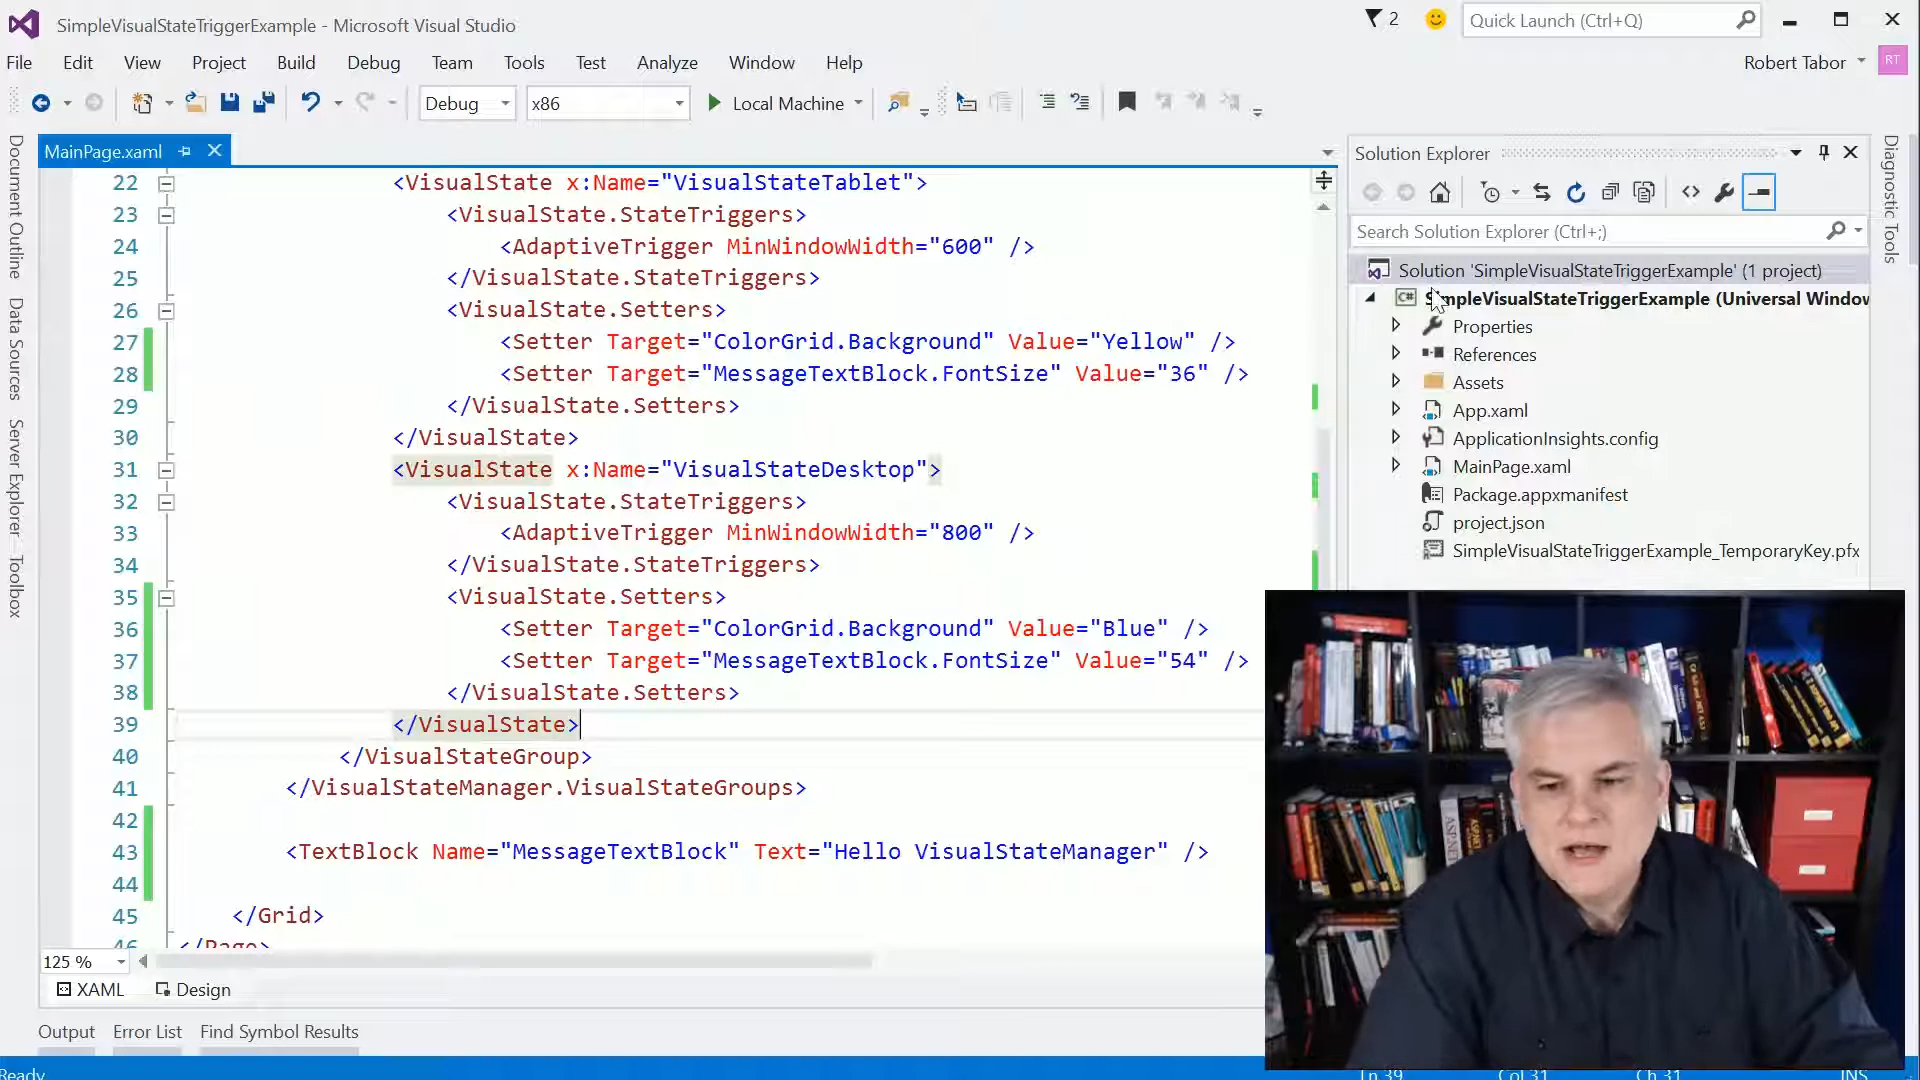 SimpleVisualStateTriggerExample - Microsoft Visual Studio
2
Quick Launch (Ctrl+Q)
File Edit View Project Build Debug Team Tools Test Analyze Window Help
Robert Tabor RT
Debug x86 Local Machine
Document Outline
Data Sources
Server Explorer
Toolbox
MainPage.xaml
22 <VisualState x:Name="VisualStateTablet">
23 <VisualState.StateTriggers>
24 <AdaptiveTrigger MinWindowWidth="600" />
25 </VisualState.StateTriggers>
26 <VisualState.Setters>
27 <Setter Target="ColorGrid.Background" Value="Yellow" />
28 <Setter Target="MessageTextBlock.FontSize" Value="36" />
29 </VisualState.Setters>
30 </VisualState>
31 <VisualState x:Name="VisualStateDesktop">
32 <VisualState.StateTriggers>
33 <AdaptiveTrigger MinWindowWidth="800" />
34 </VisualState.StateTriggers>
35 <VisualState.Setters>
36 <Setter Target="ColorGrid.Background" Value="Blue" />
37 <Setter Target="MessageTextBlock.FontSize" Value="54" />
38 </VisualState.Setters>
39 </VisualState>
40 </VisualStateGroup>
41 </VisualStateManager.VisualStateGroups>
42
43 <TextBlock Name="MessageTextBlock" Text="Hello VisualStateManager" />
44
45 </Grid>
46 </Page>
125 %
XAML Design
Output Error List Find Symbol Results
Ready
Ln 39 Col 31 Ch 31 INS
Solution Explorer
Search Solution Explorer (Ctrl+;)
Solution 'SimpleVisualStateTriggerExample' (1 project)
C# SimpleVisualStateTriggerExample (Universal Window
Properties
References
Assets
App.xaml
ApplicationInsights.config
MainPage.xaml
Package.appxmanifest
project.json
SimpleVisualStateTriggerExample_TemporaryKey.pfx
Diagnostic Tools